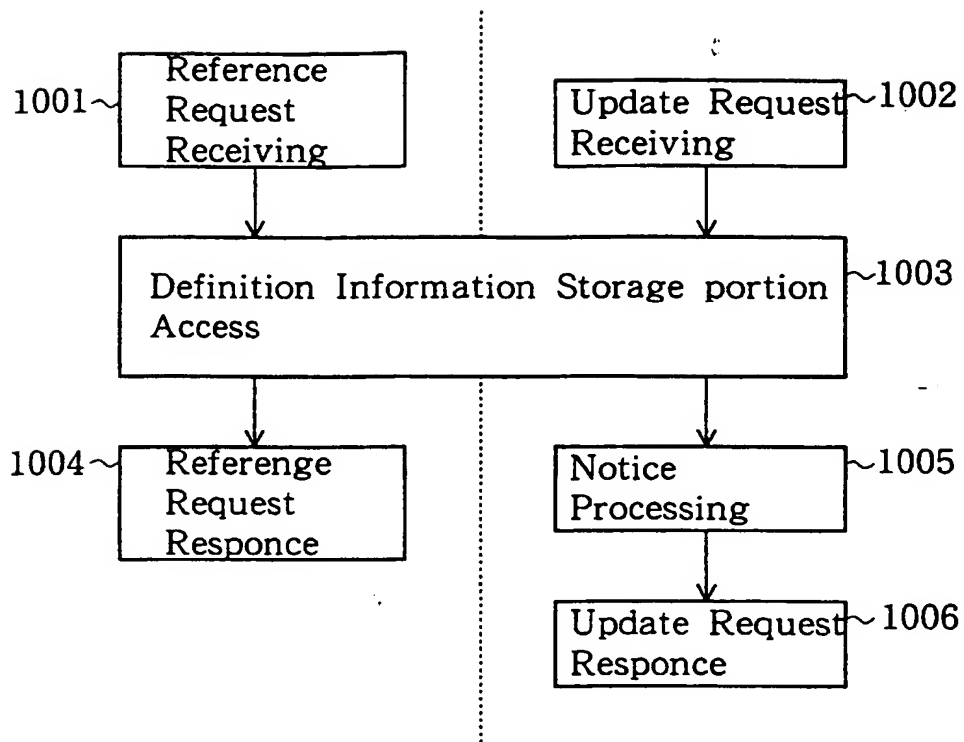 1001
Reference
Request
Receiving
Update Request
Receiving
1002
Definition Information Storage portion
Access
1003
1004
Referenge
Request
Responce
Notice
Processing
1005
Update Request
Responce
1006